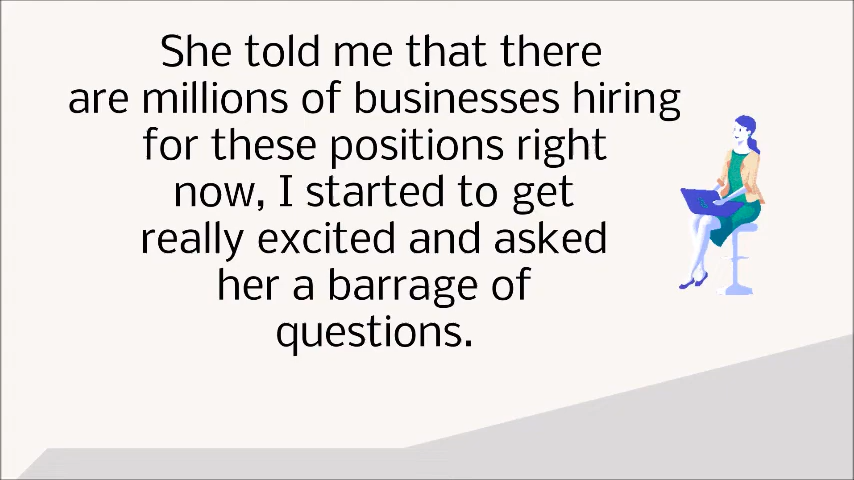 She told me that there
are millions of businesses hiring
for these positions right
now, I started to get
really excited and asked
her a barrage of
questions.